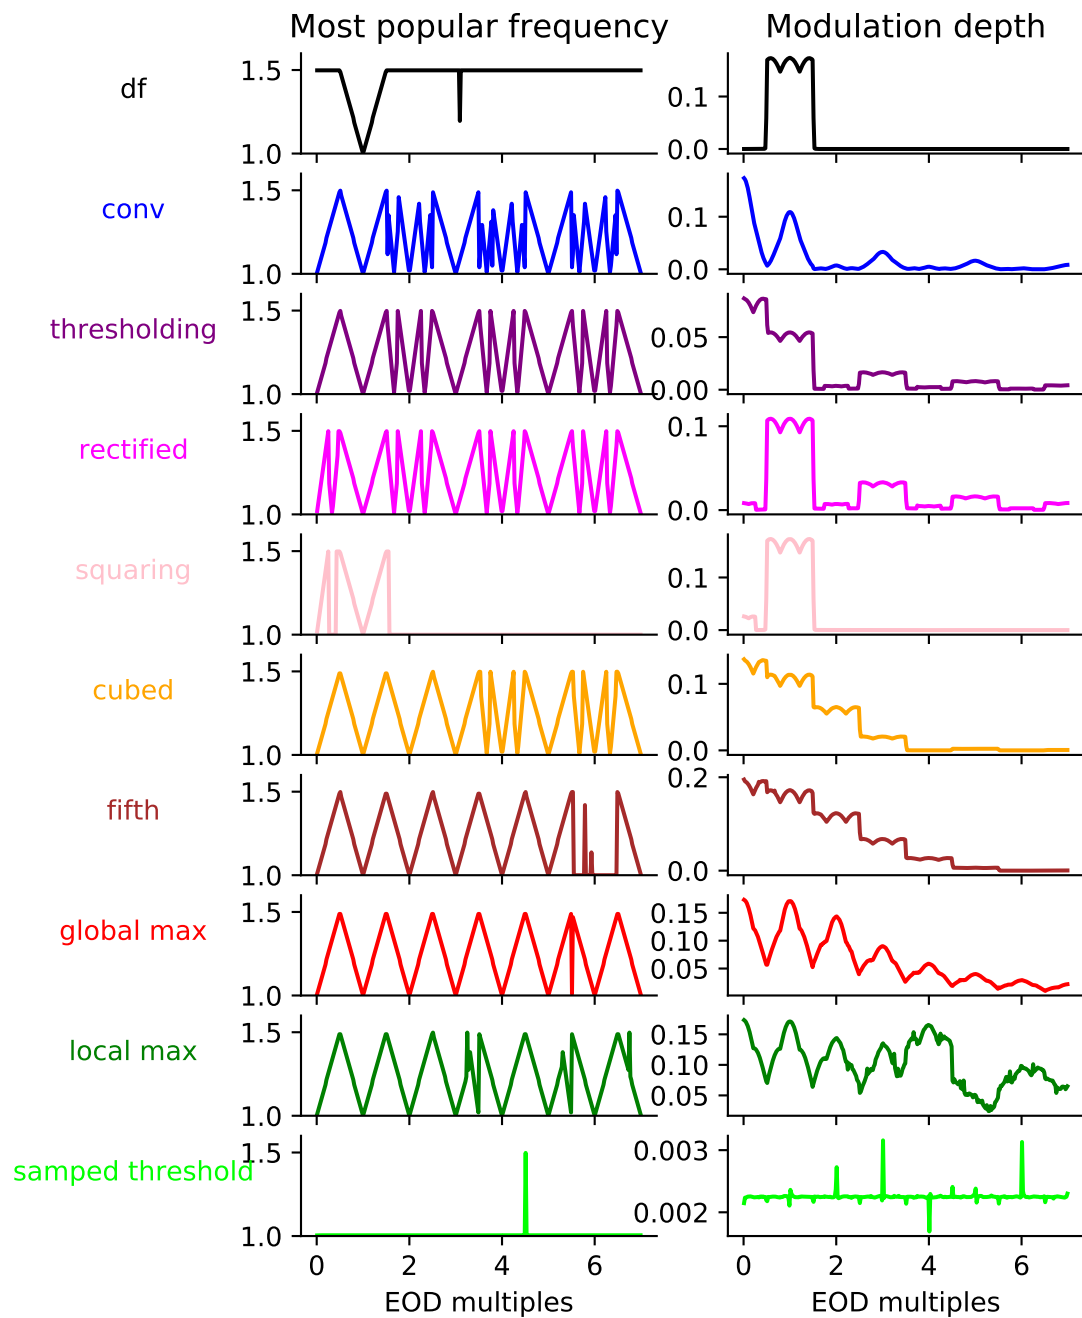 Most popular frequency Modulation depth
df 1.5 1.0 0.1 0.0
conv 1.5 1.0 0.1 0.0
thresholding 1.5 1.0 0.05 0.00
rectified 1.5 1.0 0.1 0.0
squaring 1.5 1.0 0.1 0.0
cubed 1.5 1.0 0.1 0.0
fifth 1.5 1.0 0.2 0.0
global max 1.5 1.0 0.15 0.10 0.05
local max 1.5 1.0 0.15 0.10 0.05
samped threshold 1.5 1.0 0.003 0.002
0 2 4 6 0 2 4 6
EOD multiples EOD multiples